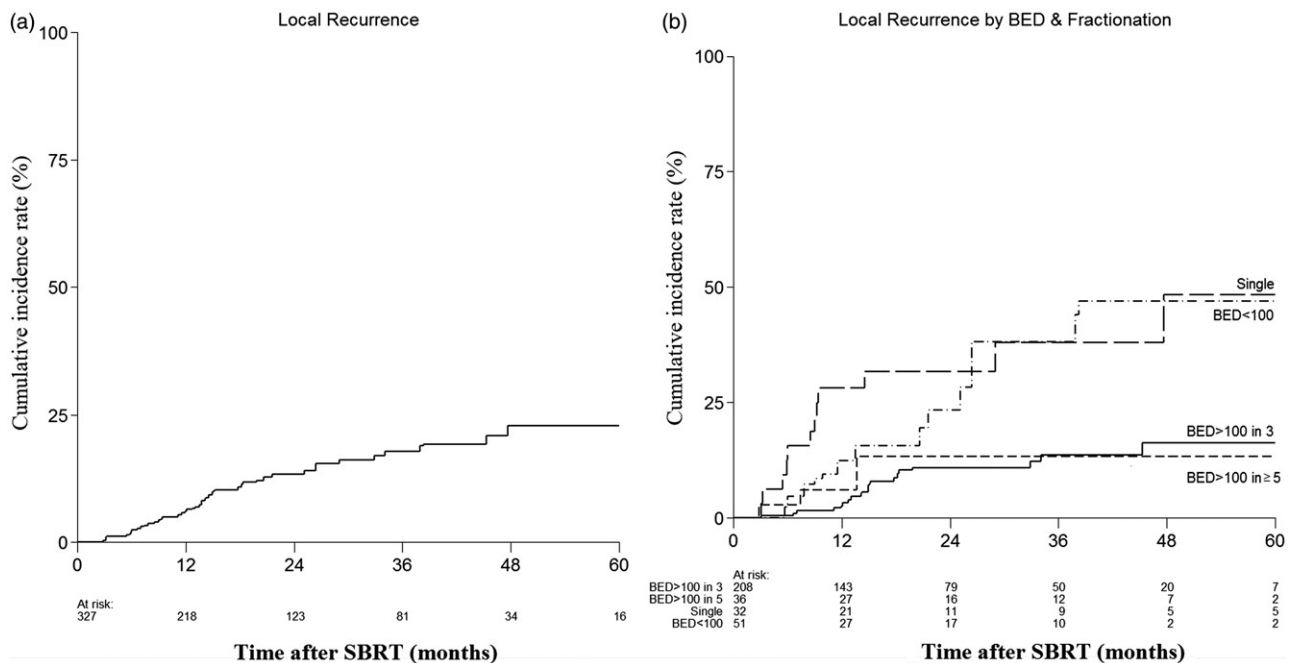 (a)
Local Recurrence
100
75
50
25
0
Cumulative incidence rate (%)
0 12 24 36 48 60
At risk:
327 218 123 81 34 16
Time after SBRT (months)
(b)
Local Recurrence by BED & Fractionation
100
75
50
25
0
Cumulative incidence rate (%)
Single
BED<100
BED>100 in 3
BED>100 in ≥ 5
0 12 24 36 48 60
At risk:
BED>100 in 3 208 143 79 50 20 7
BED>100 in 5 36 27 16 12 7 2
Single 32 21 11 9 5 5
BED<100 51 27 17 10 2 2
Time after SBRT (months)